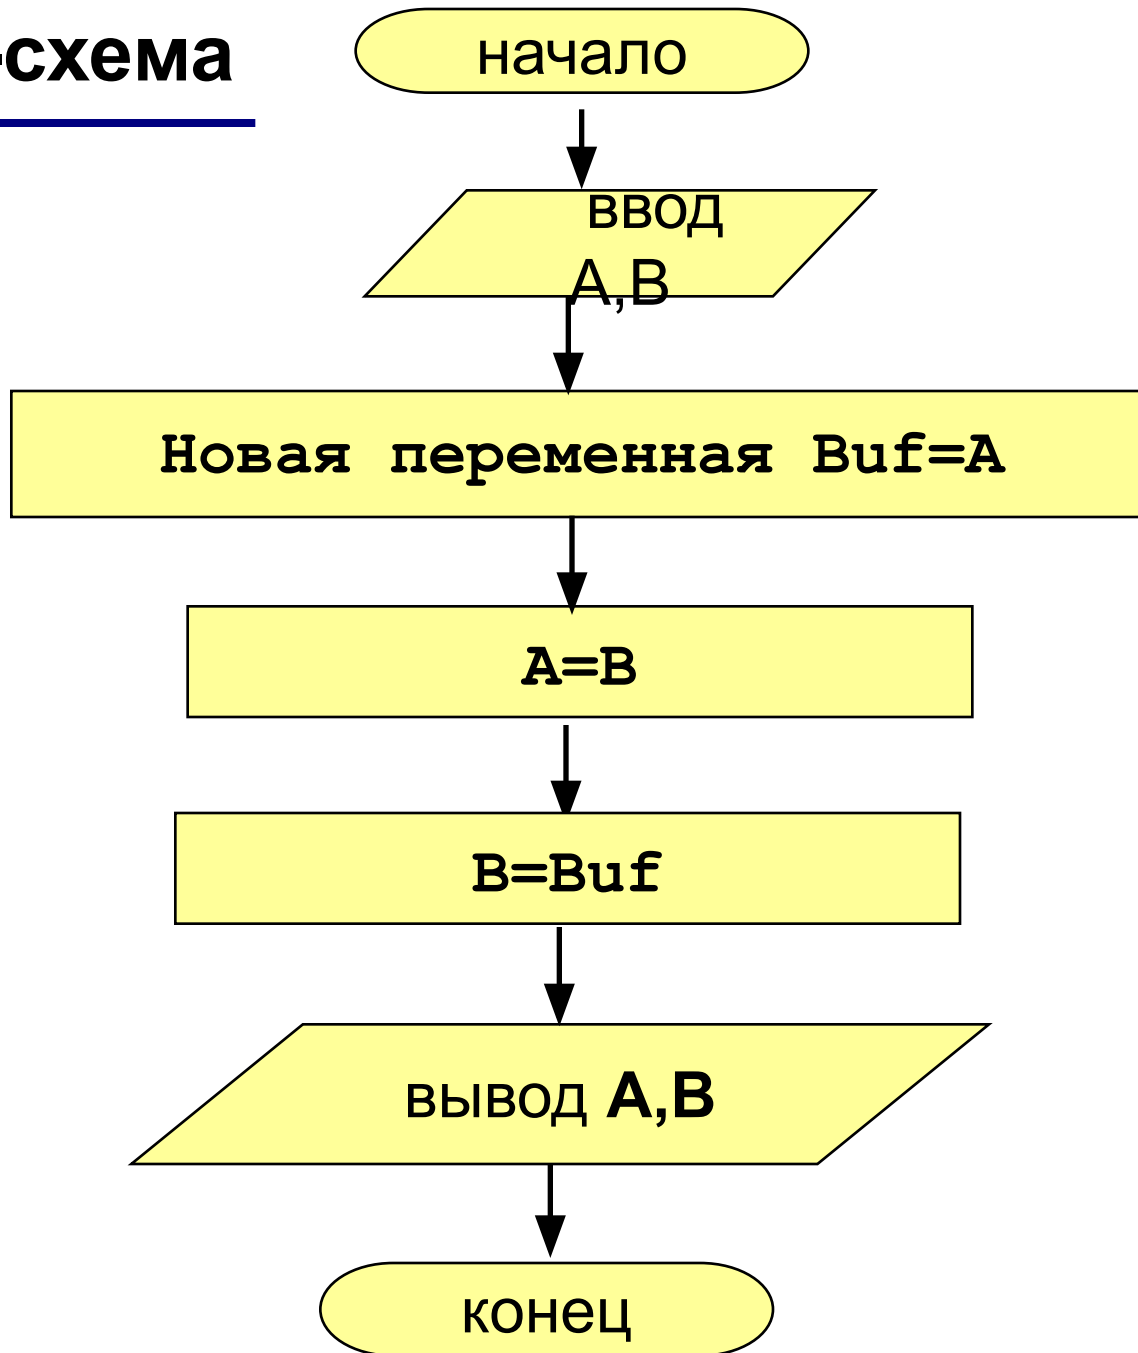 -схема
начало
ввод
А,В
Новая переменная Buf=A
A=B
B=Buf
вывод А,В
конец